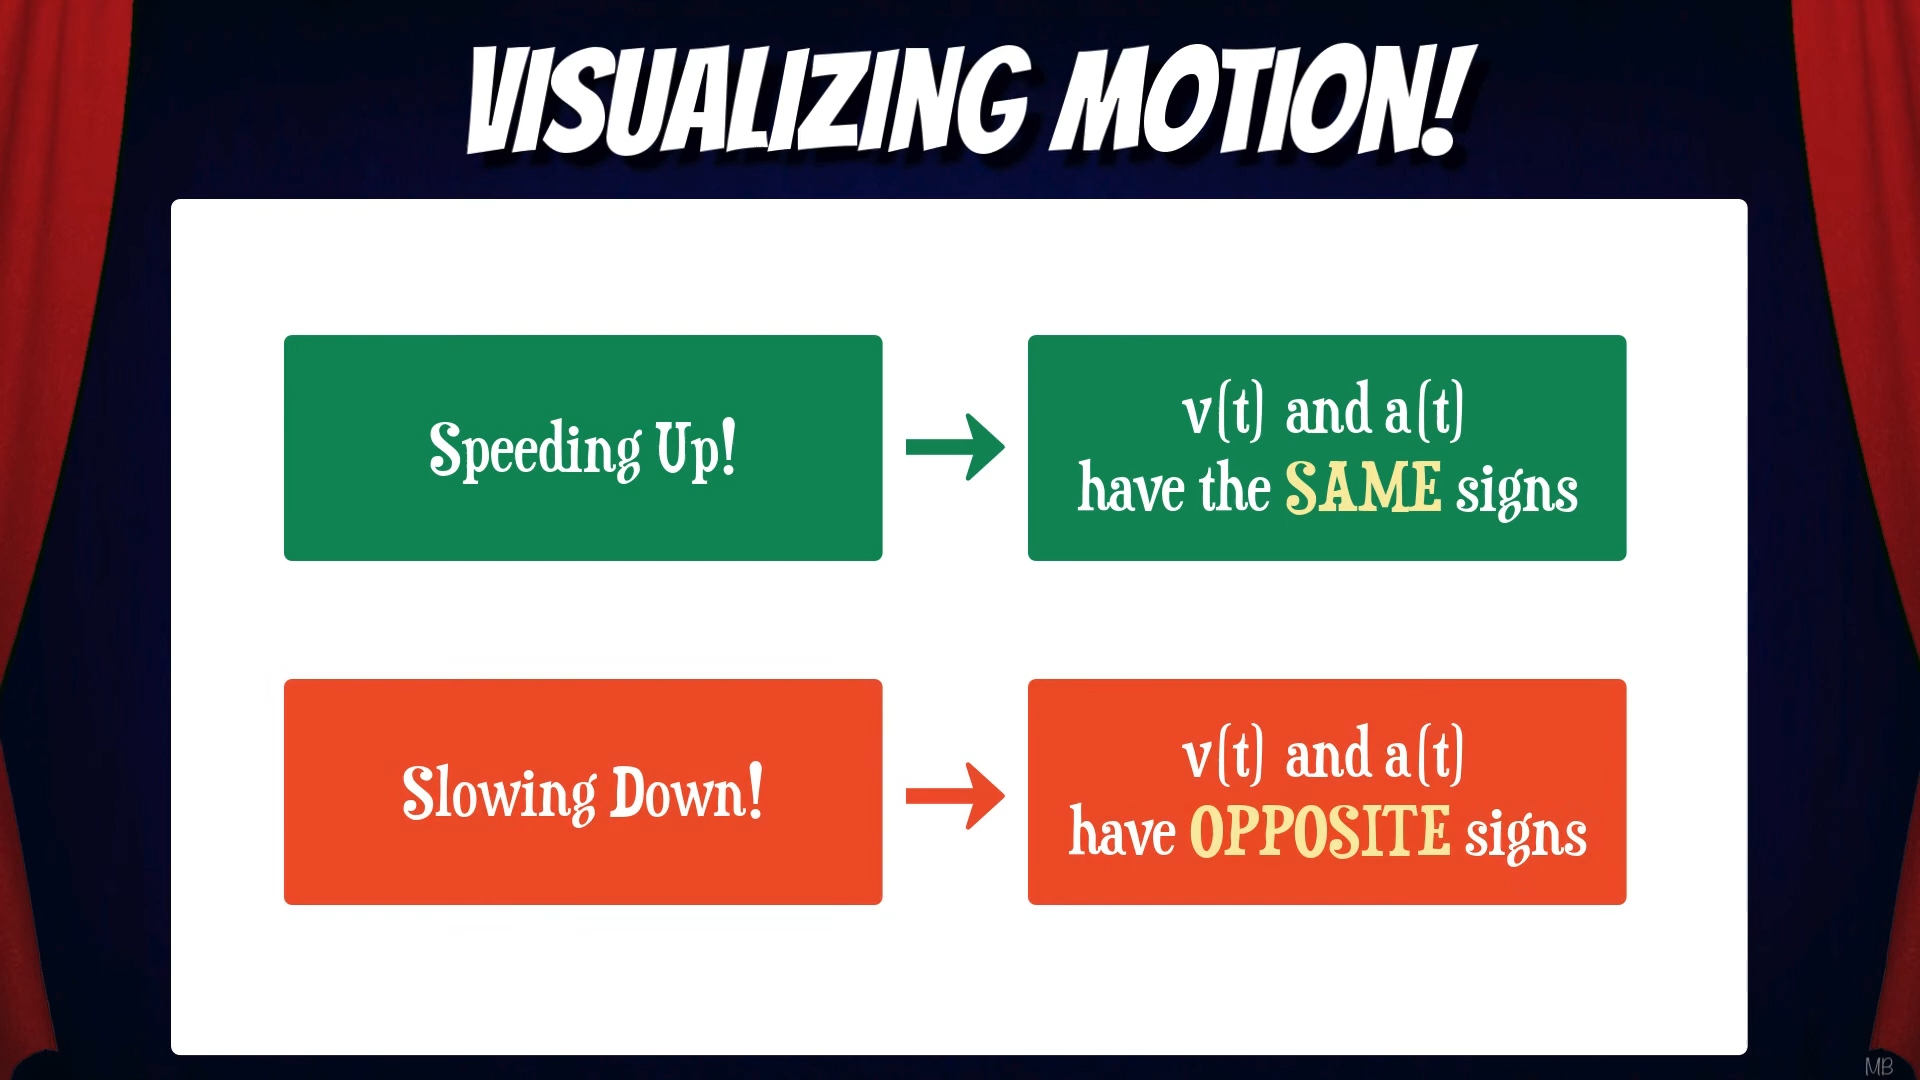 VISUALIZING MOTION!
Speeding Up!
v(t) and a(t)
have the SAME signs
Slowing Down!
v(t) and a(t)
have OPPOSITE signs
MB